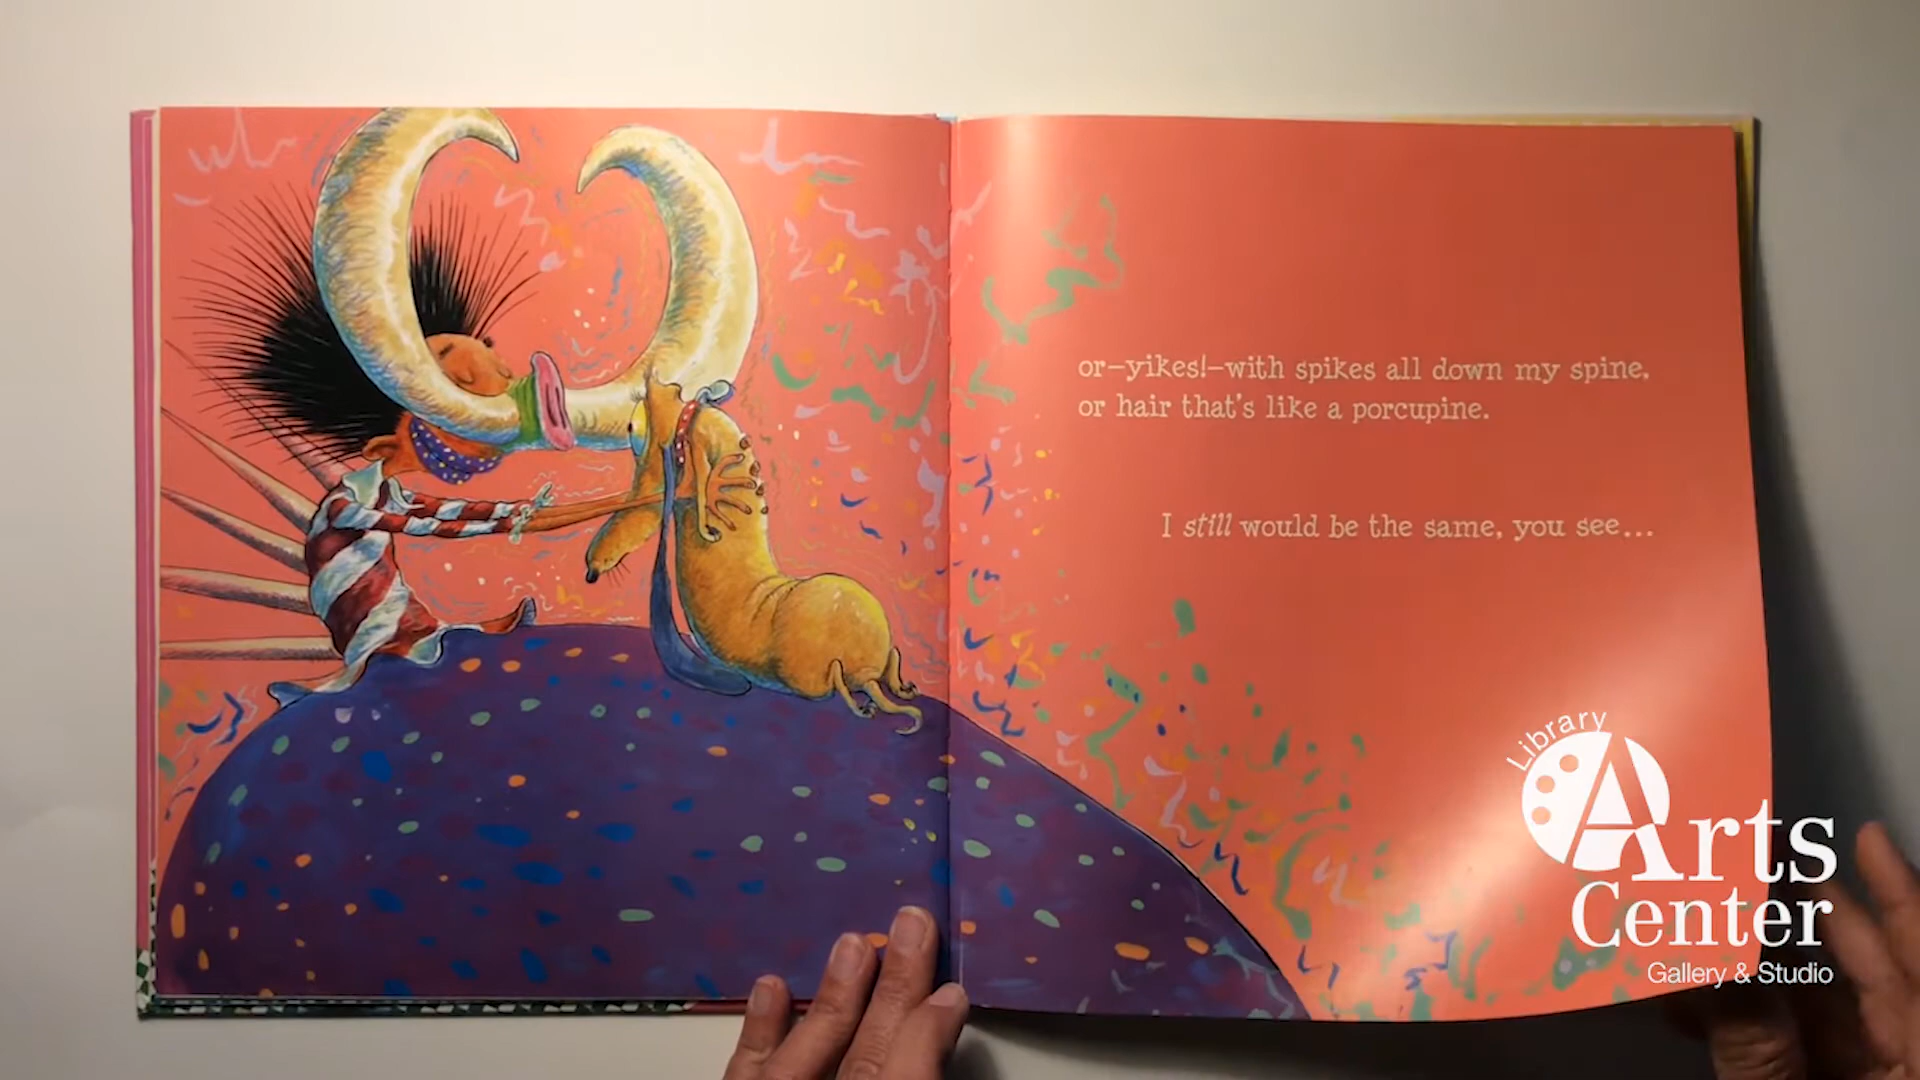 or–yikes!–with spikes all down my spine,
or hair that's like a porcupine.
I still would be the same, you see...
Library
Arts
Center
Gallery & Studio